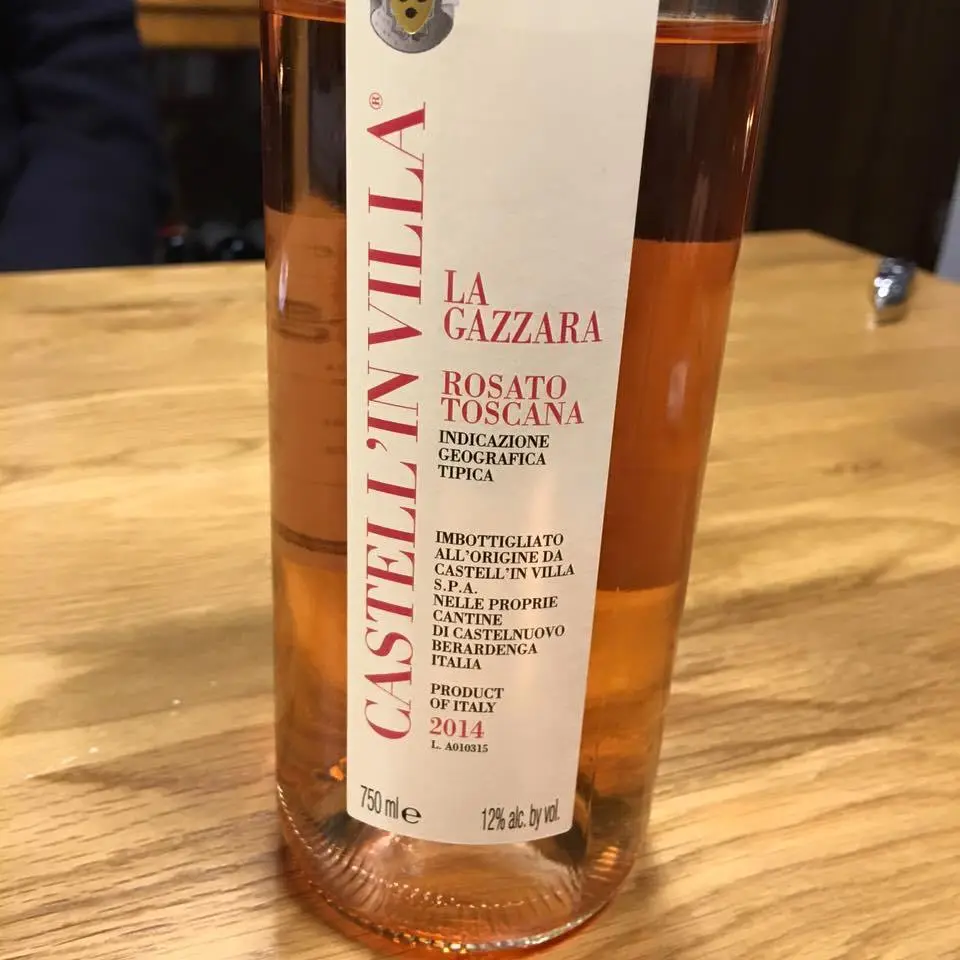 CASTELL'IN VILLA®
LA
GAZZARA
ROSATO
TOSCANA
INDICAZIONE
GEOGRAFICA
TIPICA
IMBOTTIGLIATO
ALL'ORIGINE DA
CASTELL'IN VILLA
S.P.A.
NELLE PROPRIE
CANTINE
DI CASTELNUOVO
BERARDENGA
ITALIA
PRODUCT
OF ITALY
2014
L. A010315
750 ml e
12% alc. by vol.